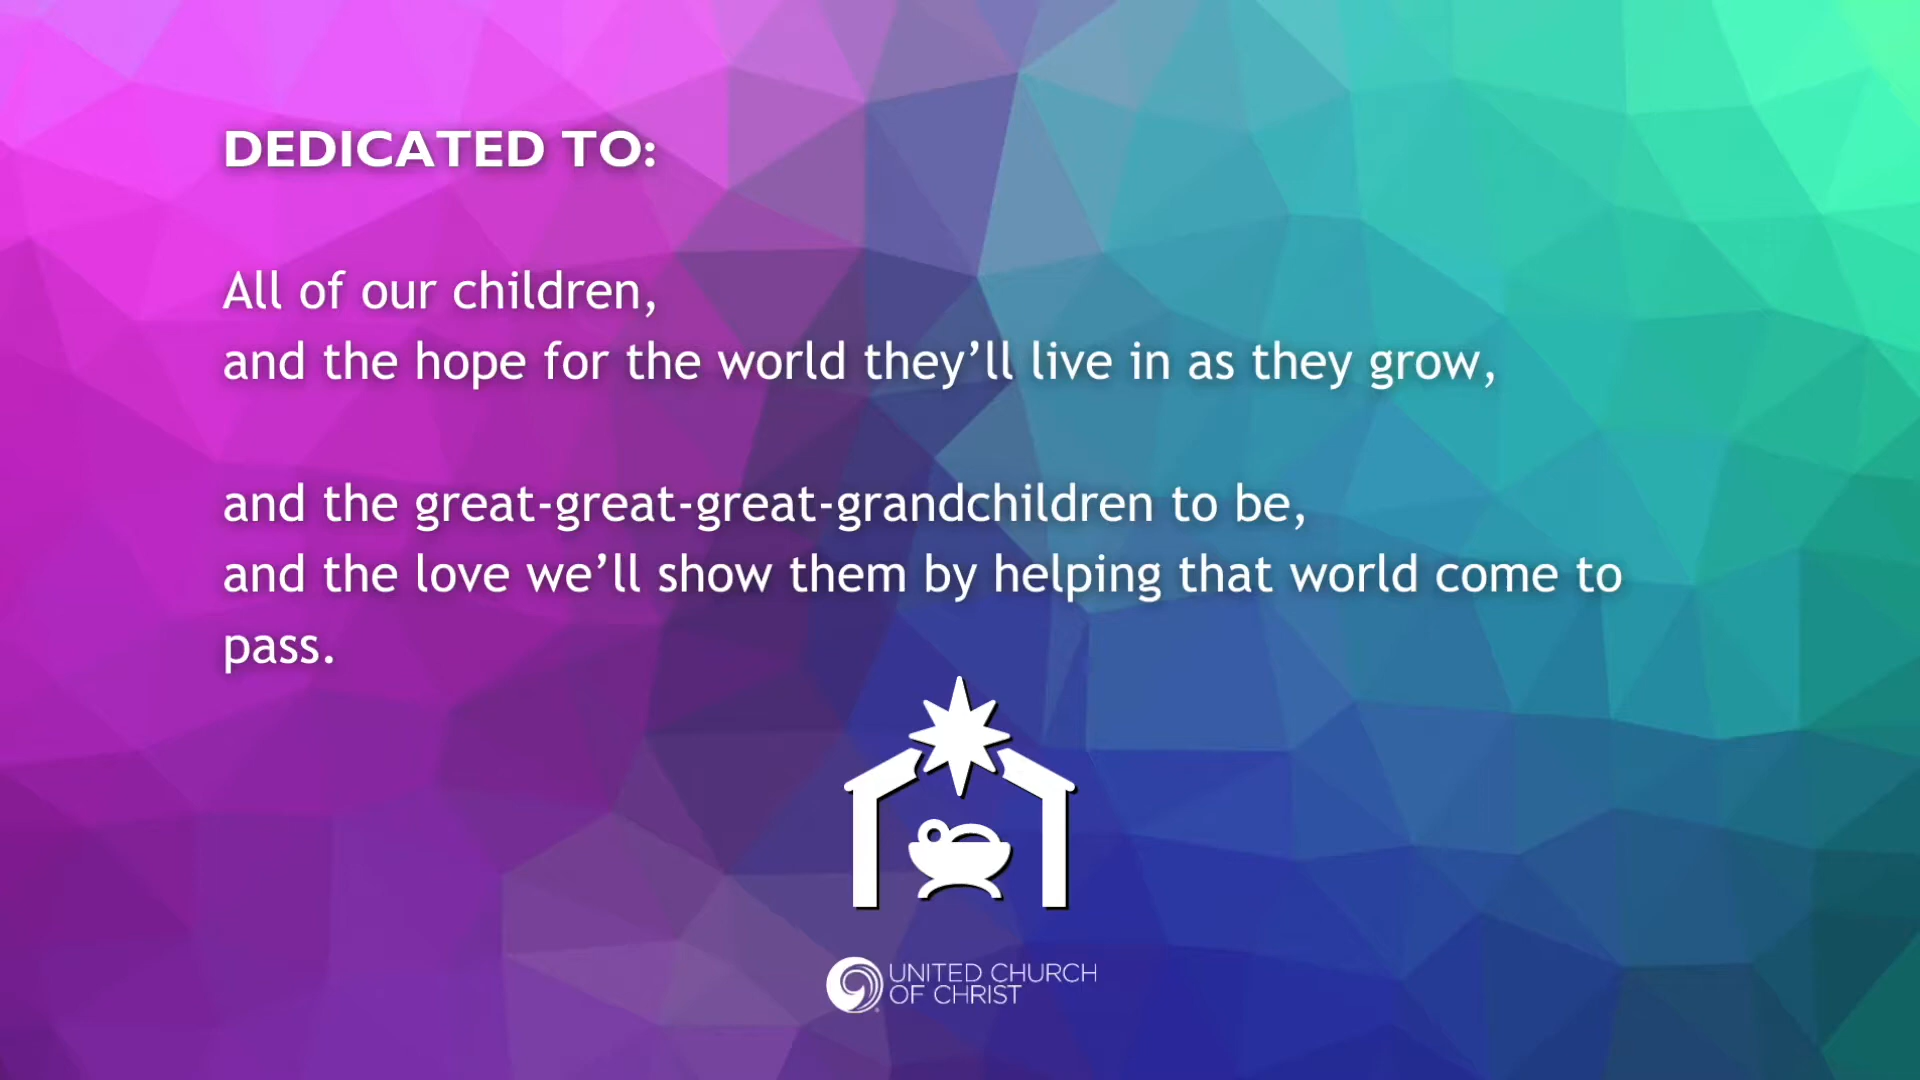 DEDICATED TO:
All of our children,
and the hope for the world they’ll live in as they grow,
and the great-great-great-grandchildren to be,
and the love we’ll show them by helping that world come to
pass.
UNITED CHURCH
OF CHRIST